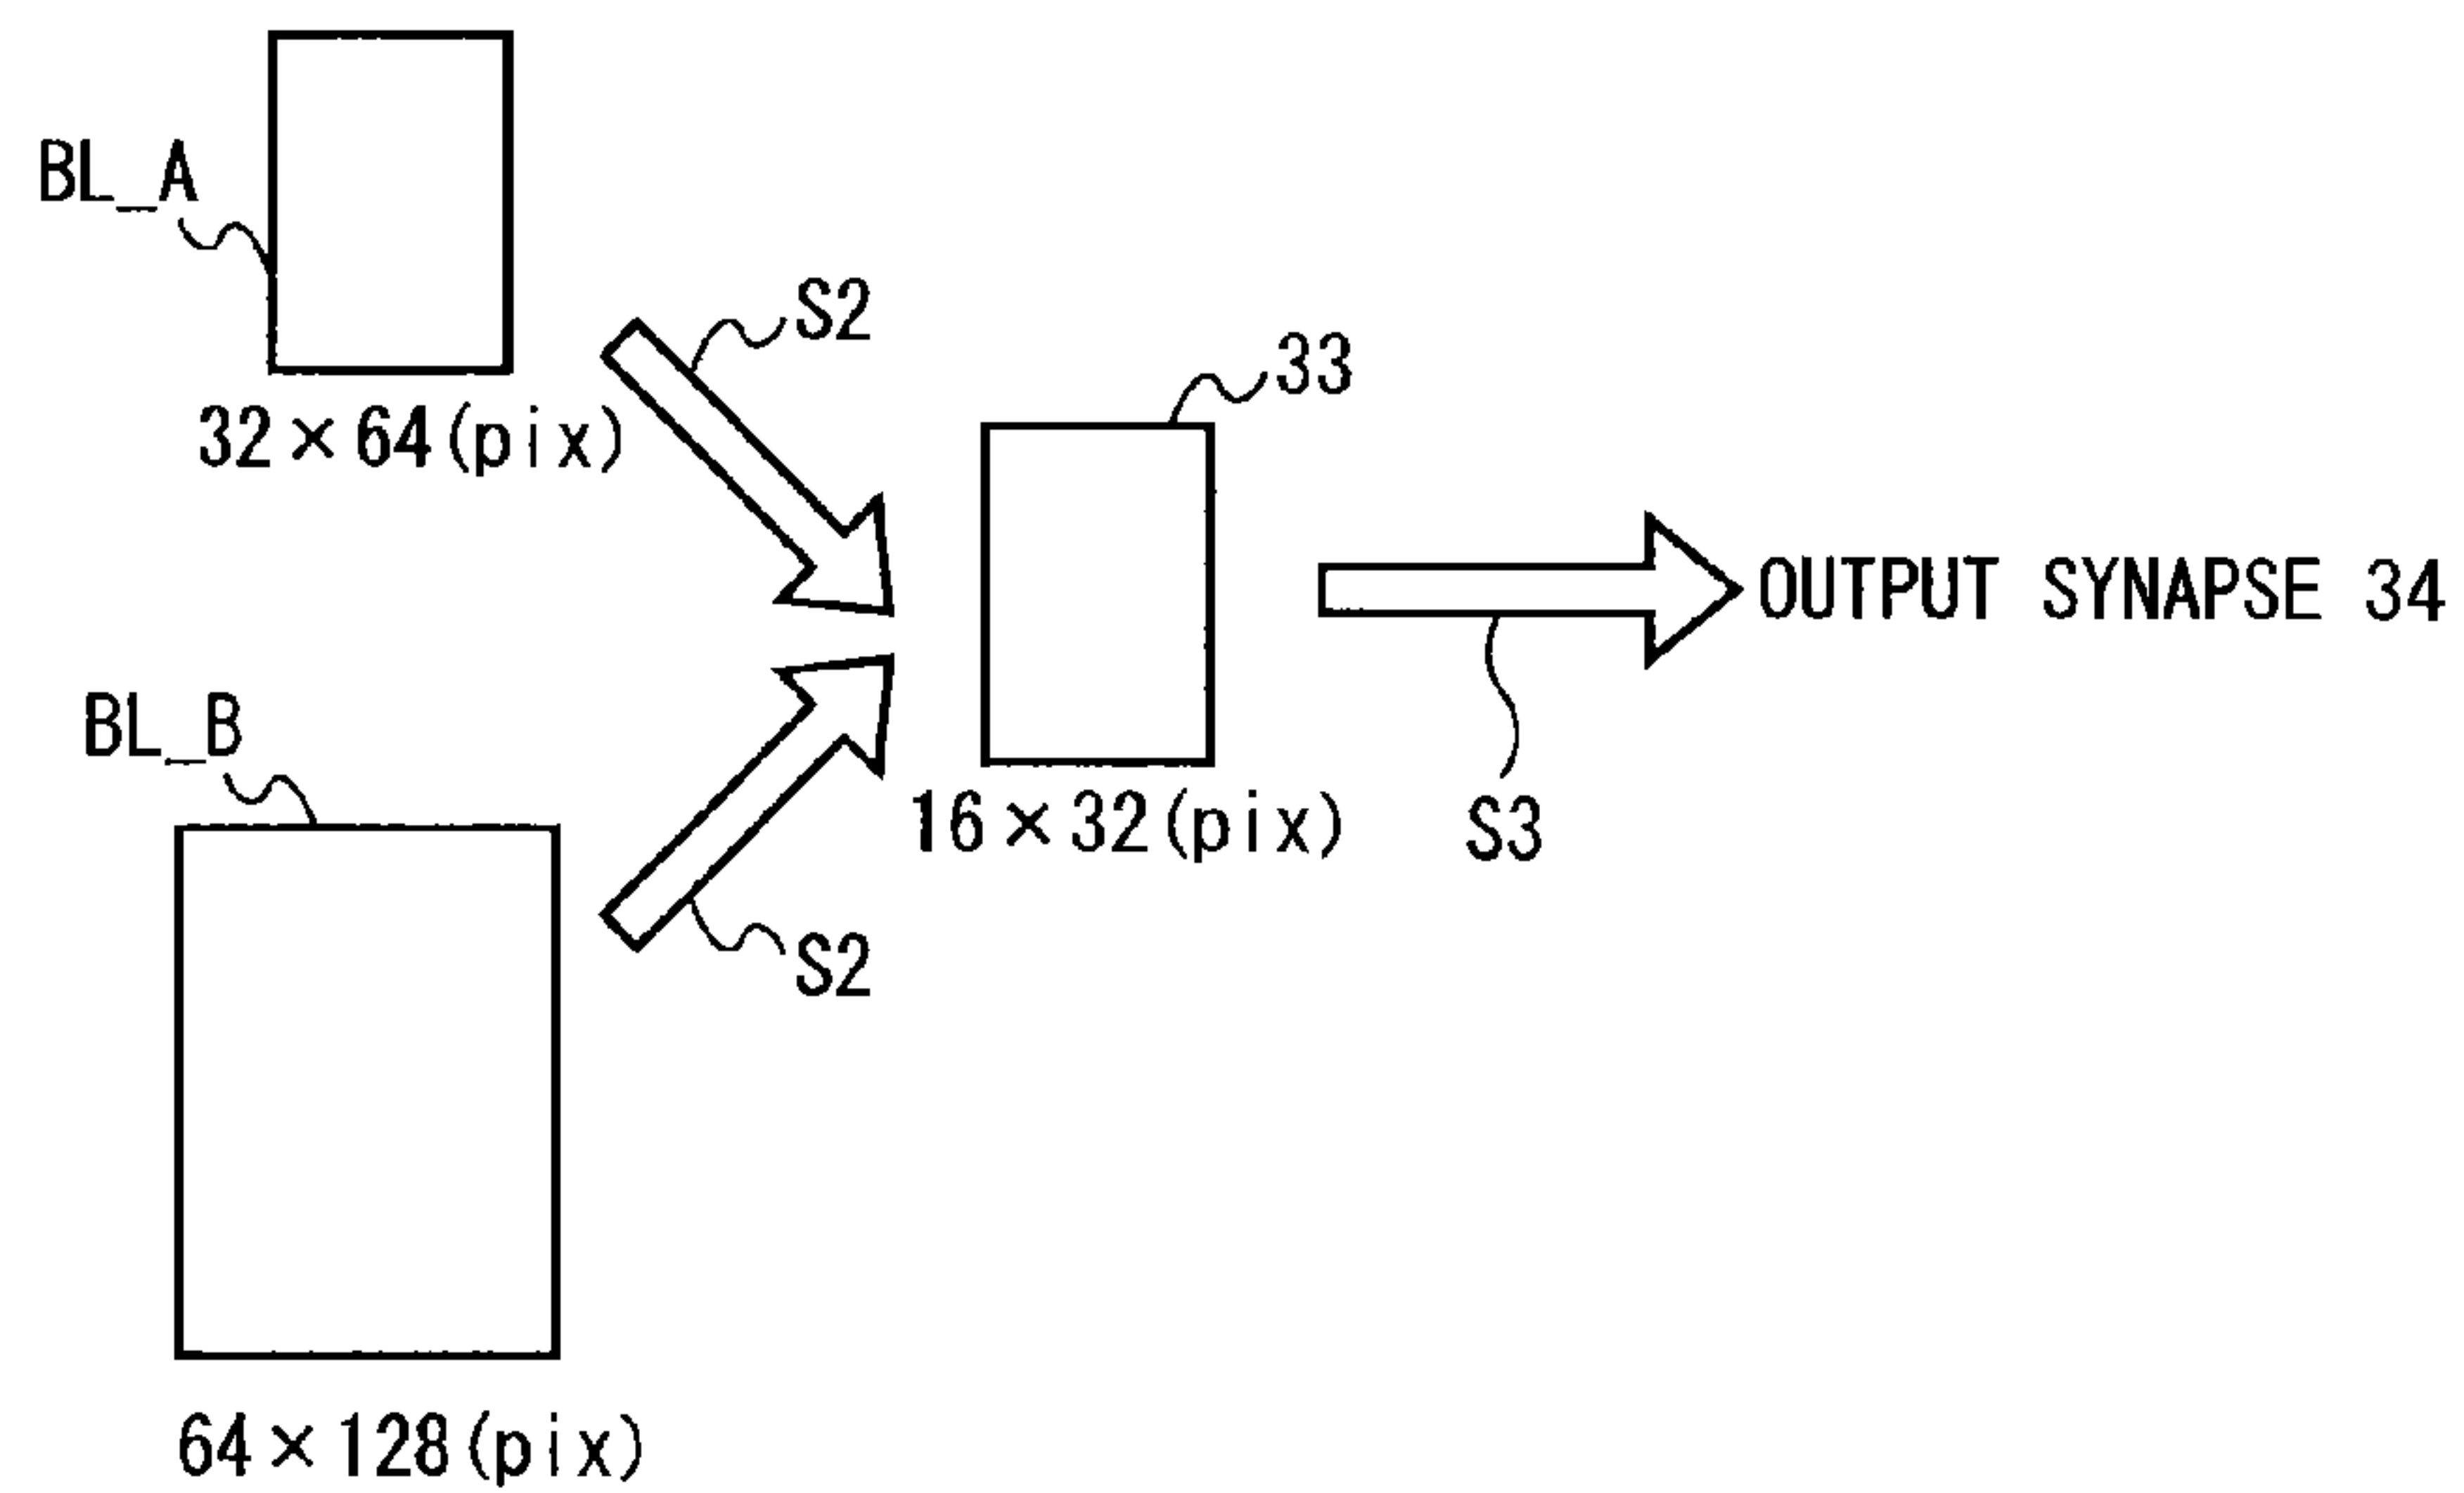 BL_A
32×64(pix)
S2
33
OUTPUT SYNAPSE 34
BL_B
16×32(pix)
S3
S2
64×128(pix)